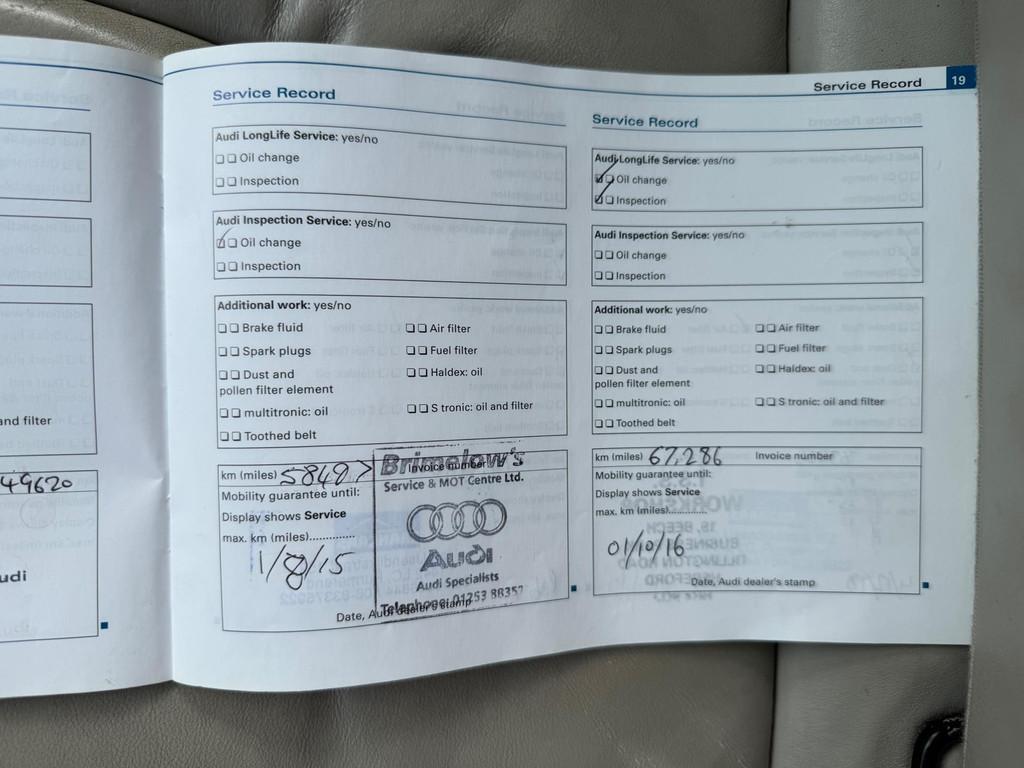 and filter
49620
udi
Service Record 19
Service Record
Audi LongLife Service: yes/no
Oil change
Inspection
Audi Inspection Service: yes/no
Oil change
Inspection
Additional work: yes/no
Brake fluid Air filter
Spark plugs Fuel filter
Dust and Haldex: oil
pollen filter element
multitronic: oil S tronic: oil and filter
Toothed belt
km (miles) Invoice number
Brimelow's
Service & MOT Centre Ltd.
Mobility guarantee until:
Display shows Service
max. km (miles).............
1/8/15
Audi
Audi Specialists
Telephone: 01253 88357
Date, Audi dealer's stamp
Service Record
Audi LongLife Service: yes/no
Oil change
Inspection
Audi Inspection Service: yes/no
Oil change
Inspection
Additional work: yes/no
Brake fluid Air filter
Spark plugs Fuel filter
Dust and Haldex: oil
pollen filter element
multitronic: oil S tronic: oil and filter
Toothed belt
km (miles) 67,286 Invoice number
Mobility guarantee until:
Display shows Service
max. km (miles).............
01/10/16
Date, Audi dealer's stamp